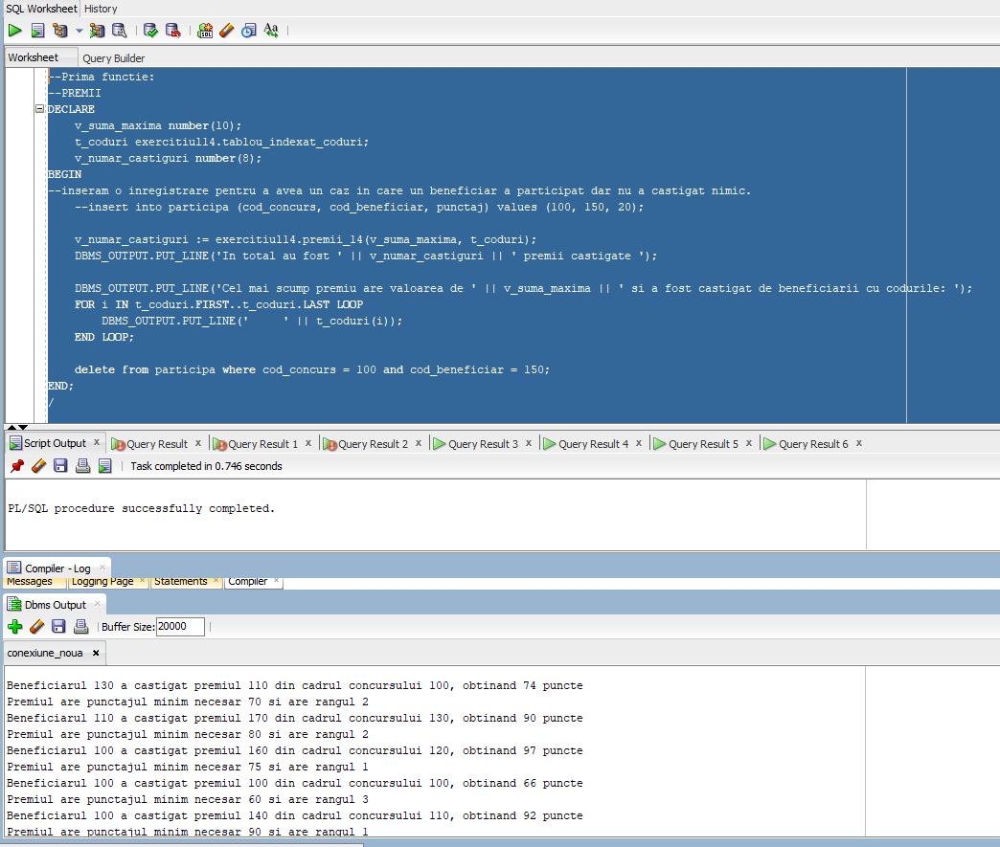 SQL Worksheet History
Worksheet Query Builder
--Prima functie:
--PREMII
DECLARE
    v_suma_maxima number(10);
    t_coduri exercitiul14.tablou_indexat_coduri;
    v_numar_castiguri number(8);
BEGIN
--inseram o inregistrare pentru a avea un caz in care un beneficiar a participat dar nu a castigat nimic.
    --insert into participa (cod_concurs, cod_beneficiar, punctaj) values (100, 150, 20);
    v_numar_castiguri := exercitiul14.premii_14(v_suma_maxima, t_coduri);
    DBMS_OUTPUT.PUT_LINE('In total au fost ' || v_numar_castiguri || ' premii castigate ');
    DBMS_OUTPUT.PUT_LINE('Cel mai scump premiu are valoarea de ' || v_suma_maxima || ' si a fost castigat de beneficiarii cu codurile: ');
    FOR i IN t_coduri.FIRST..t_coduri.LAST LOOP
        DBMS_OUTPUT.PUT_LINE('     ' || t_coduri(i));
    END LOOP;
    delete from participa where cod_concurs = 100 and cod_beneficiar = 150;
END;
/
Script Output x Query Result x Query Result 1 x Query Result 2 x Query Result 3 x Query Result 4 x Query Result 5 x Query Result 6 x
Task completed in 0.746 seconds
PL/SQL procedure successfully completed.
Compiler - Log
Messages Logging Page Statements Compiler
Dbms Output
Buffer Size: 20000
conexiune_noua x
Beneficiarul 130 a castigat premiul 110 din cadrul concursului 100, obtinand 74 puncte
Premiul are punctajul minim necesar 70 si are rangul 2
Beneficiarul 110 a castigat premiul 170 din cadrul concursului 130, obtinand 90 puncte
Premiul are punctajul minim necesar 80 si are rangul 2
Beneficiarul 100 a castigat premiul 160 din cadrul concursului 120, obtinand 97 puncte
Premiul are punctajul minim necesar 75 si are rangul 1
Beneficiarul 100 a castigat premiul 100 din cadrul concursului 100, obtinand 66 puncte
Premiul are punctajul minim necesar 60 si are rangul 3
Beneficiarul 100 a castigat premiul 140 din cadrul concursului 110, obtinand 92 puncte
Premiul are punctajul minim necesar 90 si are rangul 1